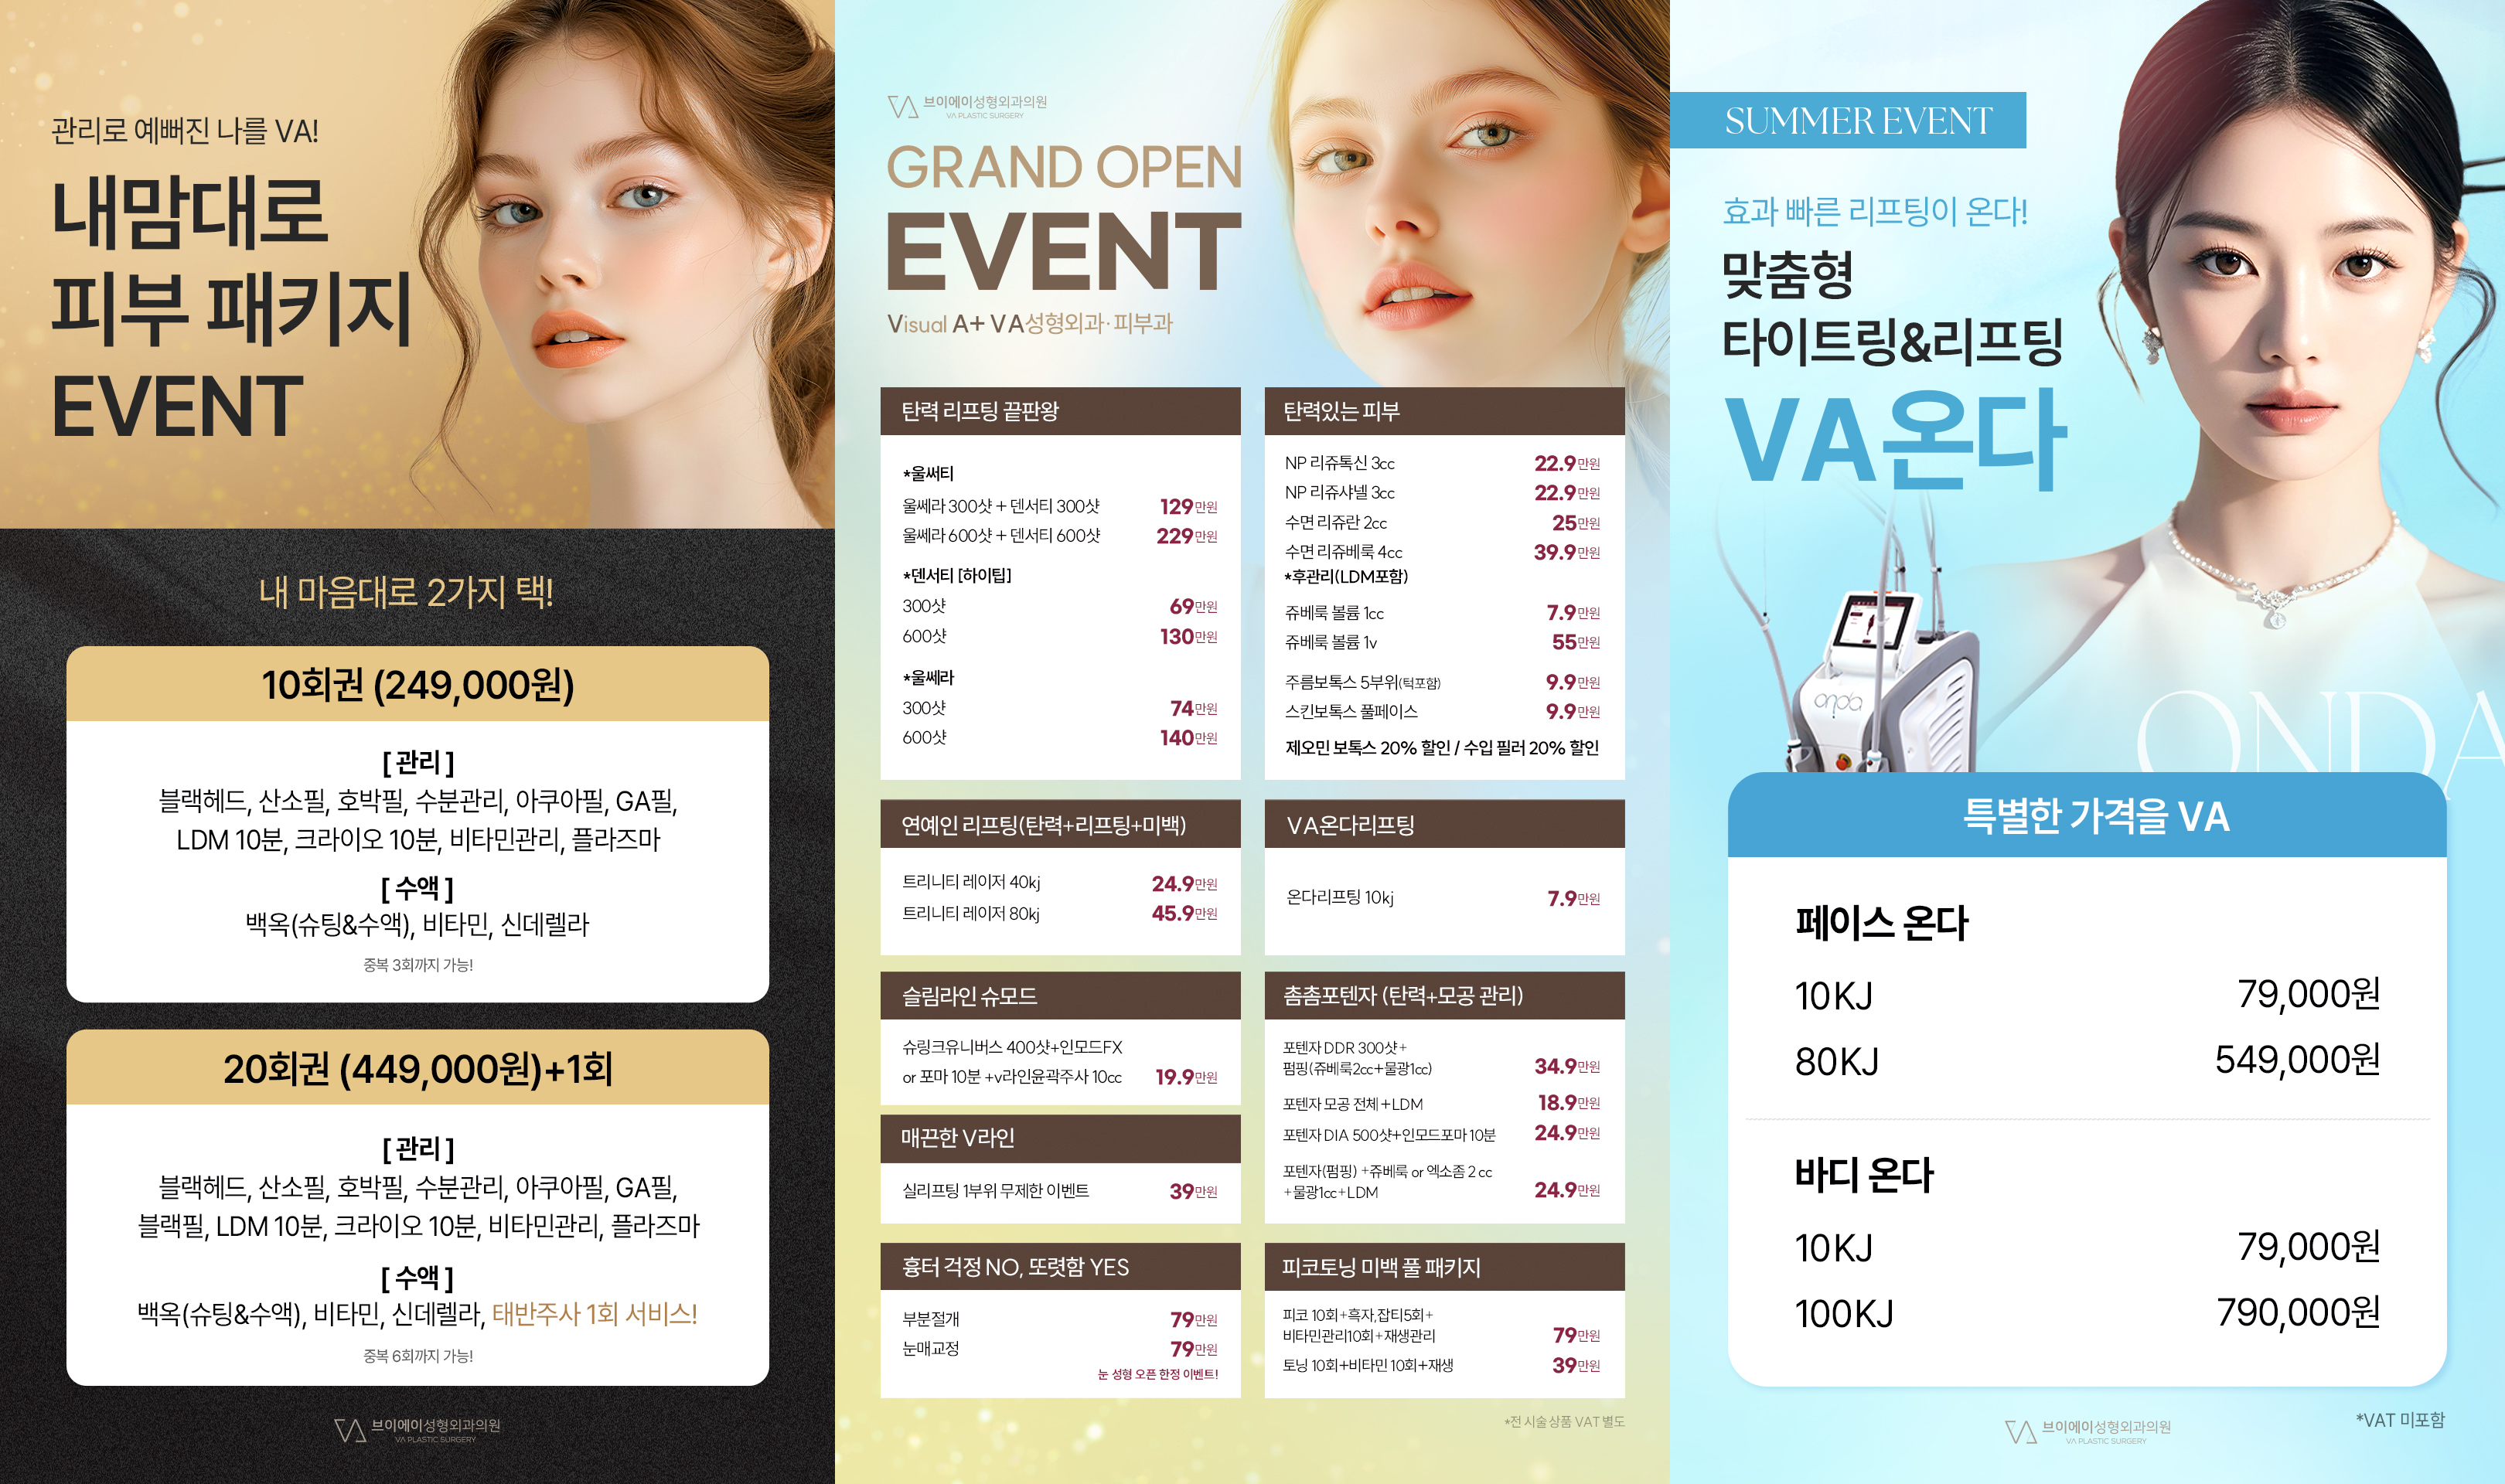 관리로 예뻐진 나를 VA!
내맘대로
피부 패키지
EVENT
내 마음대로 2가지 택!
10회권 (249,000원)
[ 관리 ]
블랙헤드, 산소필, 호박필, 수분관리, 아쿠아필, GA필,
LDM 10분, 크라이오 10분, 비타민관리, 플라즈마
[ 수액 ]
백옥(슈팅&수액), 비타민, 신데렐라
중복 3회까지 가능!
20회권 (449,000원)+1회
[ 관리 ]
블랙헤드, 산소필, 호박필, 수분관리, 아쿠아필, GA필,
블랙필, LDM 10분, 크라이오 10분, 비타민관리, 플라즈마
[ 수액 ]
백옥(슈팅&수액), 비타민, 신데렐라, 태반주사 1회 서비스!
중복 6회까지 가능!
VA 브이에이성형외과의원
VA PLASTIC SURGERY
VA 브이에이성형외과의원
VA PLASTIC SURGERY
GRAND OPEN
EVENT
Visual A+ VA성형외과·피부과
탄력 리프팅 끝판왕
*울써티
울쎄라 300샷 + 덴서티 300샷 129만원
울쎄라 600샷 + 덴서티 600샷 229만원
*덴서티 [하이팁]
300샷 69만원
600샷 130만원
*울쎄라
300샷 74만원
600샷 140만원
탄력있는 피부
NP 리쥬톡신 3cc 22.9만원
NP 리쥬샤넬 3cc 22.9만원
수면 리쥬란 2cc 25만원
수면 리쥬베룩 4cc 39.9만원
*후관리(LDM포함)
쥬베룩 볼륨 1cc 7.9만원
쥬베룩 볼륨 1v 55만원
주름보톡스 5부위(턱포함) 9.9만원
스킨보톡스 풀페이스 9.9만원
제오민 보톡스 20% 할인 / 수입 필러 20% 할인
연예인 리프팅(탄력+리프팅+미백)
트리니티 레이저 40kj 24.9만원
트리니티 레이저 80kj 45.9만원
VA온다리프팅
온다리프팅 10kj 7.9만원
슬림라인 슈모드
슈링크유니버스 400샷+인모드FX
or 포마 10분 +v라인윤곽주사 10cc 19.9만원
촘촘포텐자 (탄력+모공 관리)
포텐자 DDR 300샷+
펌핑(쥬베룩2cc+물광1cc) 34.9만원
포텐자 모공 전체+LDM 18.9만원
포텐자 DIA 500샷+인모드포마 10분 24.9만원
포텐자(펌핑) +쥬베룩 or 엑소좀 2 cc
+물광1cc+LDM 24.9만원
매끈한 V라인
실리프팅 1부위 무제한 이벤트 39만원
흉터 걱정 NO, 또렷함 YES
부분절개 79만원
눈매교정 79만원
눈 성형 오픈 한정 이벤트!
피코토닝 미백 풀 패키지
피코 10회+흑자,잡티5회+
비타민관리10회+재생관리 79만원
토닝 10회+비타민 10회+재생 39만원
*전 시술 상품 VAT 별도
SUMMER EVENT
효과 빠른 리프팅이 온다!
맞춤형
타이트링&리프팅
VA온다
onda
ONDA
특별한 가격을 VA
페이스 온다
10KJ 79,000원
80KJ 549,000원
바디 온다
10KJ 79,000원
100KJ 790,000원
*VAT 미포함
VA 브이에이성형외과의원
VA PLASTIC SURGERY